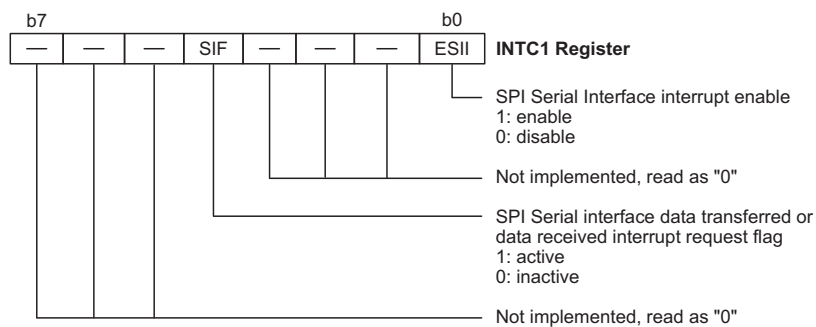 b7 b0
— — — SIF — — — ESII INTC1 Register
SPI Serial Interface interrupt enable
1: enable
0: disable
Not implemented, read as "0"
SPI Serial interface data transferred or
data received interrupt request flag
1: active
0: inactive
Not implemented, read as "0"